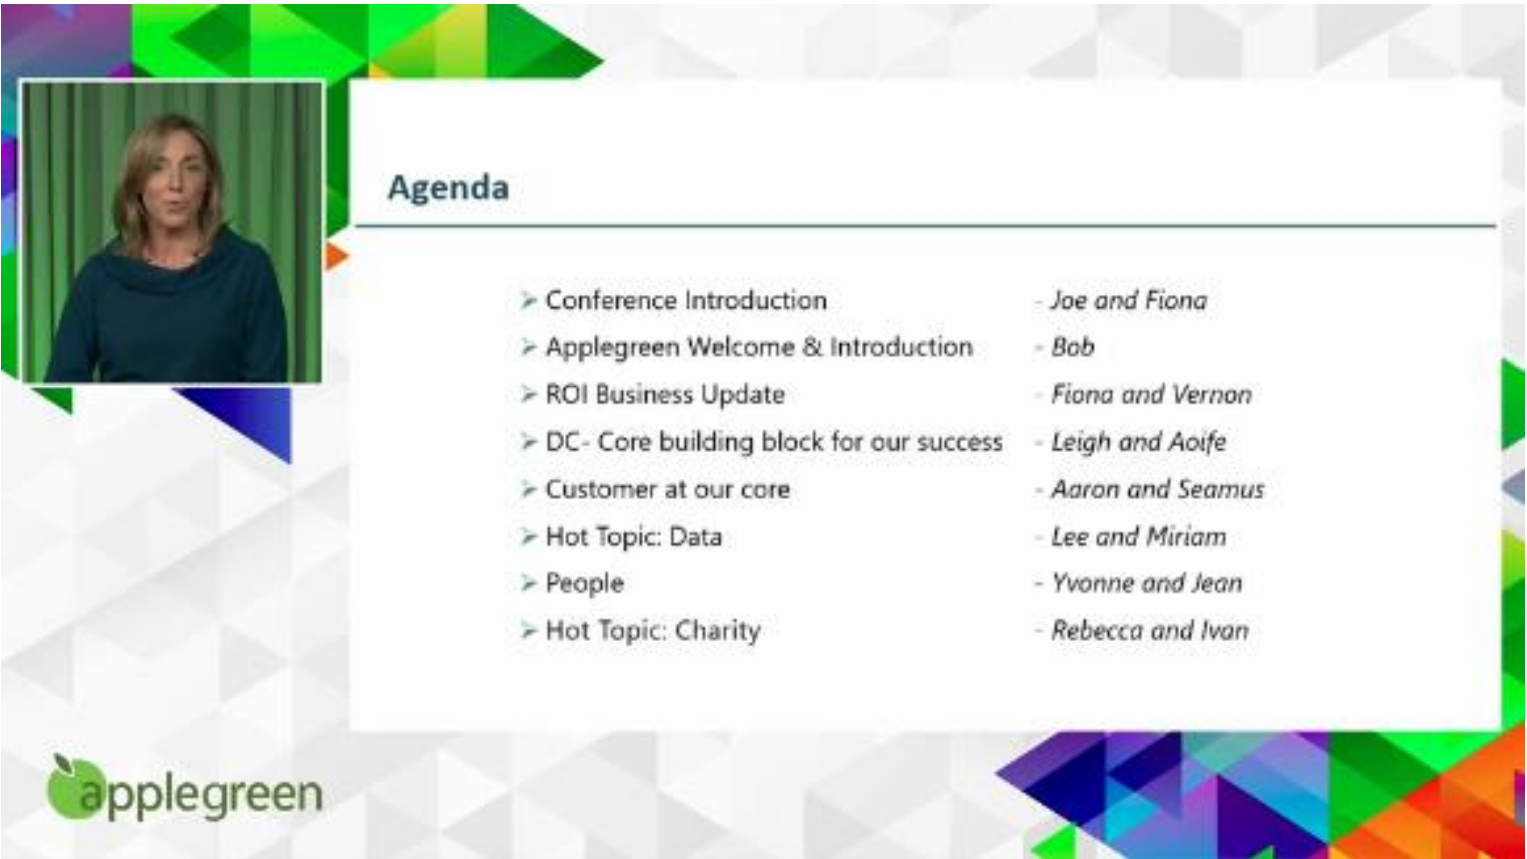 Agenda
➢ Conference Introduction - Joe and Fiona
➢ Applegreen Welcome & Introduction - Bob
➢ ROI Business Update - Fiona and Vernon
➢ DC- Core building block for our success - Leigh and Aoife
➢ Customer at our core - Aaron and Seamus
➢ Hot Topic: Data - Lee and Miriam
➢ People - Yvonne and Jean
➢ Hot Topic: Charity - Rebecca and Ivan
applegreen